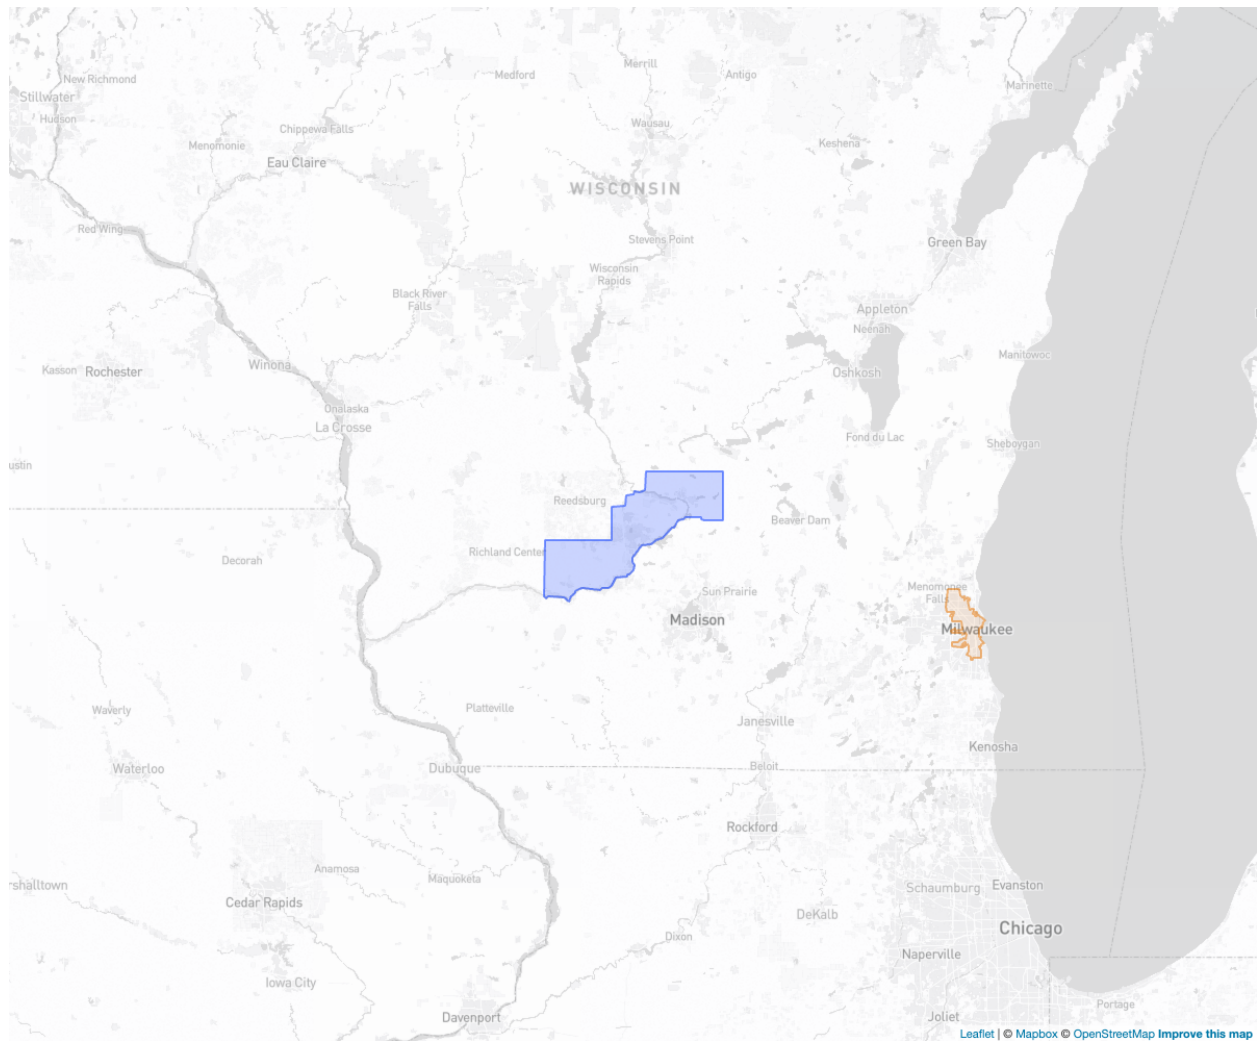 Merrill
Medford
Antigo
New Richmond
Marinette
Stillwater
Hudson
Wausau
Chippewa Falls
Menomonie
Keshena
Eau Claire
WISCONSIN
Red Wing
Stevens Point
Green Bay
Wisconsin
Rapids
Black River
Falls
Appleton
Neenah
Manitowoc
Winona
Kasson
Rochester
Oshkosh
Onalaska
La Crosse
Fond du Lac
Sheboygan
ustin
Reedsburg
Beaver Dam
Richland Center
Decorah
Menomonee
Falls
Sun Prairie
Madison
Milwaukee
Platteville
Waverly
Janesville
Kenosha
Waterloo
Dubuque
Beloit
Rockford
Anamosa
Maquoketa
rshalltown
Schaumburg
Evanston
Cedar Rapids
DeKalb
Chicago
Dixon
Naperville
Iowa City
Portage
Davenport
Joliet
Leaflet | © Mapbox © OpenStreetMap Improve this map